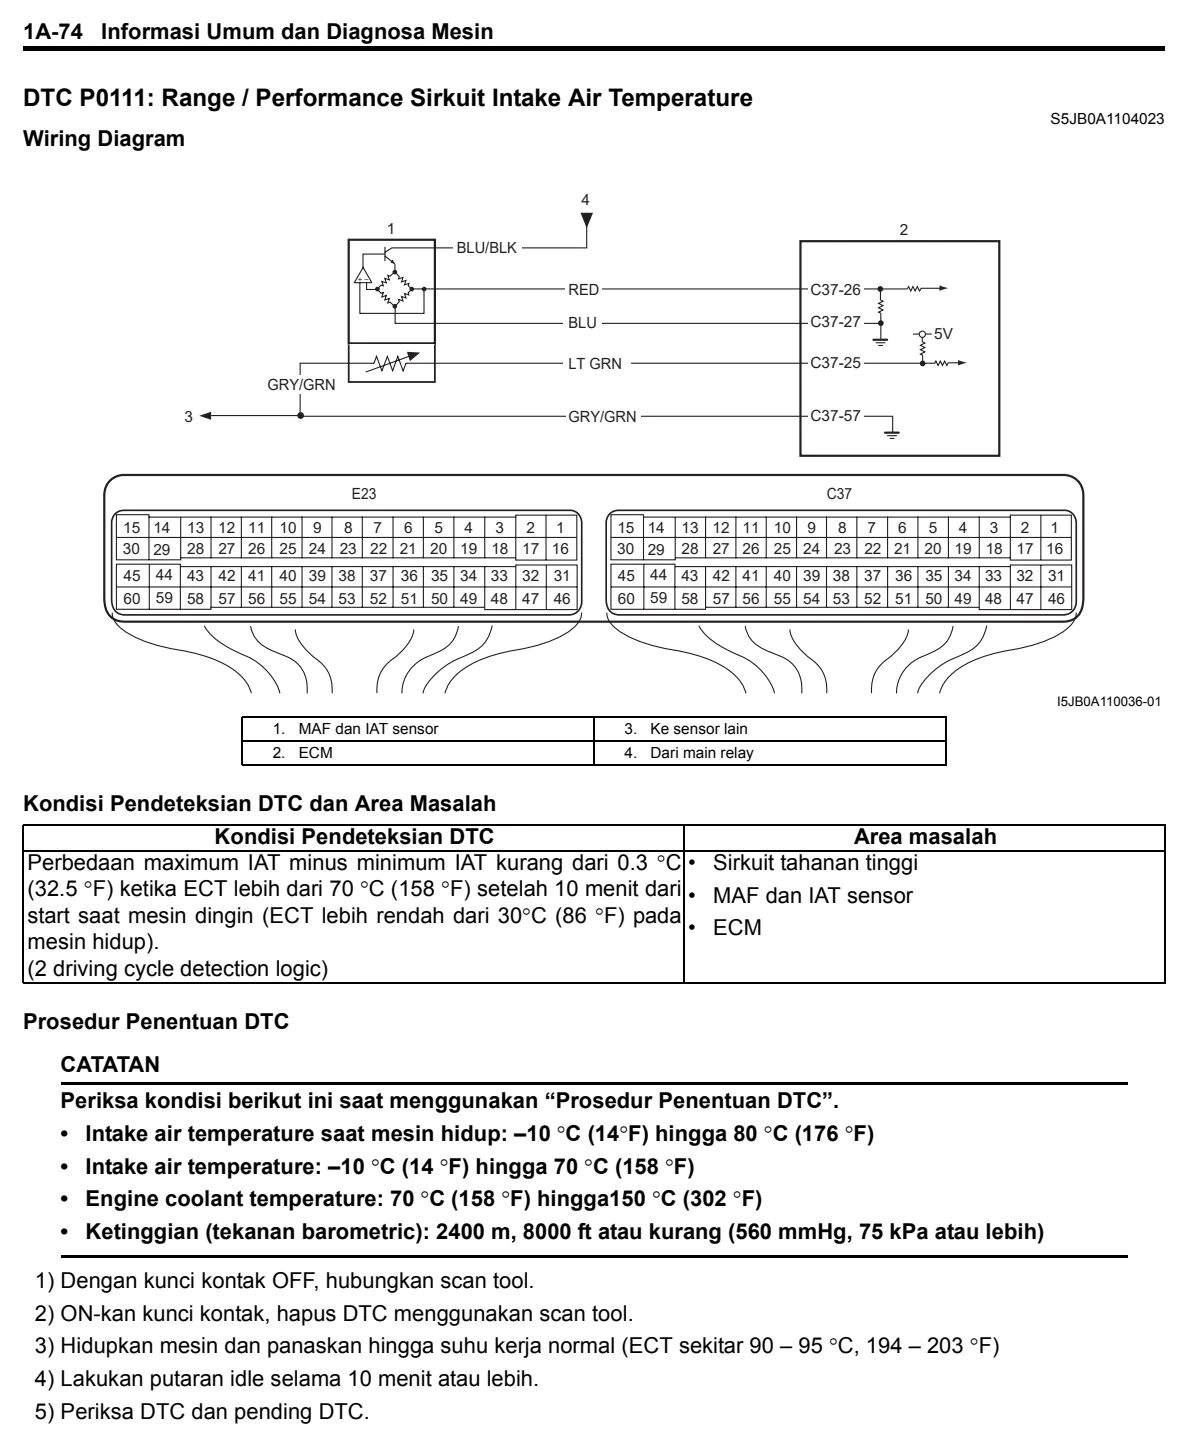 1A-74 Informasi Umum dan Diagnosa Mesin
DTC P0111: Range / Performance Sirkuit Intake Air Temperature
S5JB0A1104023
Wiring Diagram
4
1
2
BLU/BLK
+ –
RED
C37-26
BLU
C37-27
5V
LT GRN
C37-25
GRY/GRN
3
GRY/GRN
C37-57
E23
C37
15 14 13 12 11 10 9 8 7 6 5 4 3 2 1
30 29 28 27 26 25 24 23 22 21 20 19 18 17 16
45 44 43 42 41 40 39 38 37 36 35 34 33 32 31
60 59 58 57 56 55 54 53 52 51 50 49 48 47 46
15 14 13 12 11 10 9 8 7 6 5 4 3 2 1
30 29 28 27 26 25 24 23 22 21 20 19 18 17 16
45 44 43 42 41 40 39 38 37 36 35 34 33 32 31
60 59 58 57 56 55 54 53 52 51 50 49 48 47 46
I5JB0A110036-01
1. MAF dan IAT sensor
3. Ke sensor lain
2. ECM
4. Dari main relay
Kondisi Pendeteksian DTC dan Area Masalah
Kondisi Pendeteksian DTC
Area masalah
Perbedaan maximum IAT minus minimum IAT kurang dari 0.3 °C
(32.5 °F) ketika ECT lebih dari 70 °C (158 °F) setelah 10 menit dari
start saat mesin dingin (ECT lebih rendah dari 30°C (86 °F) pada
mesin hidup).
(2 driving cycle detection logic)
• Sirkuit tahanan tinggi
• MAF dan IAT sensor
• ECM
Prosedur Penentuan DTC
CATATAN
Periksa kondisi berikut ini saat menggunakan “Prosedur Penentuan DTC”.
• Intake air temperature saat mesin hidup: –10 °C (14°F) hingga 80 °C (176 °F)
• Intake air temperature: –10 °C (14 °F) hingga 70 °C (158 °F)
• Engine coolant temperature: 70 °C (158 °F) hingga150 °C (302 °F)
• Ketinggian (tekanan barometric): 2400 m, 8000 ft atau kurang (560 mmHg, 75 kPa atau lebih)
1) Dengan kunci kontak OFF, hubungkan scan tool.
2) ON-kan kunci kontak, hapus DTC menggunakan scan tool.
3) Hidupkan mesin dan panaskan hingga suhu kerja normal (ECT sekitar 90 – 95 °C, 194 – 203 °F)
4) Lakukan putaran idle selama 10 menit atau lebih.
5) Periksa DTC dan pending DTC.